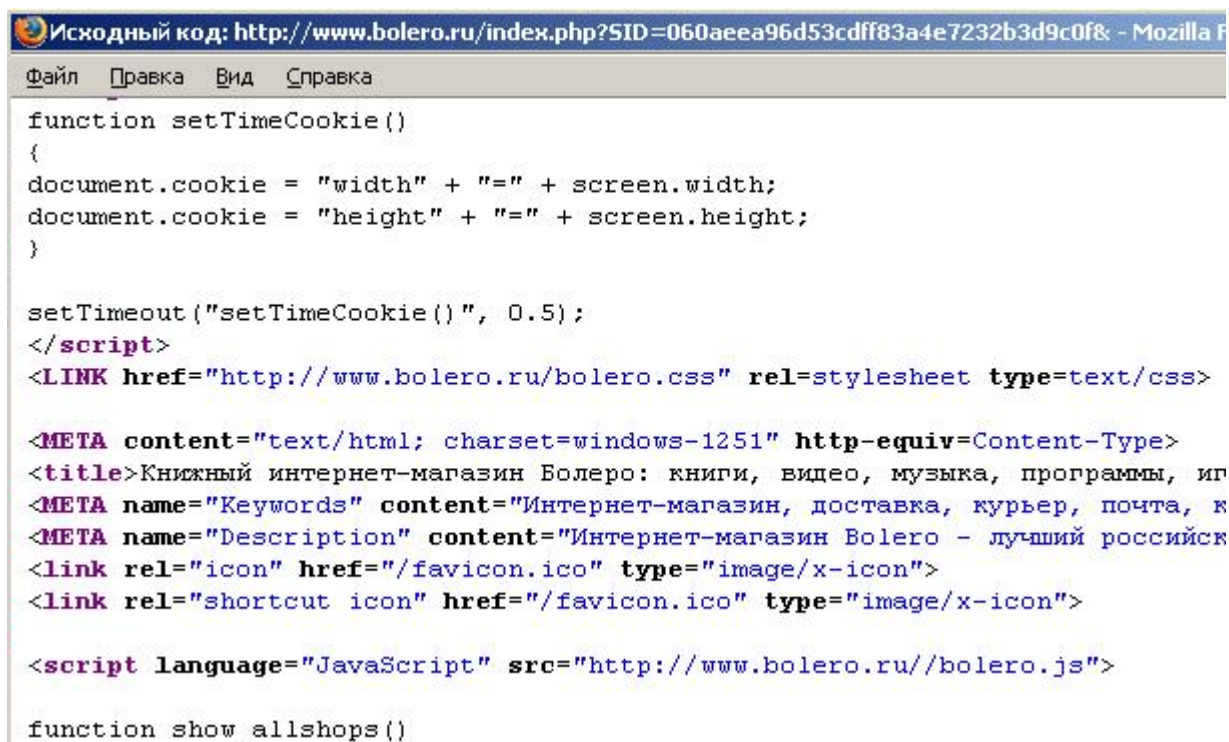 Исходный код: http://www.bolero.ru/index.php?SID=060aeea96d53cdff83a4e7232b3d9c0f& - Mozilla F
Файл Правка Вид Справка
function setTimeCookie()
{
document.cookie = "width" + "=" + screen.width;
document.cookie = "height" + "=" + screen.height;
}
setTimeout("setTimeCookie()", 0.5);
</script>
<LINK href="http://www.bolero.ru/bolero.css" rel=stylesheet type=text/css>
<META content="text/html; charset=windows-1251" http-equiv=Content-Type>
<title>Книжный интернет-магазин Болеро: книги, видео, музыка, программы, иг
<META name="Keywords" content="Интернет-магазин, доставка, курьер, почта, к
<META name="Description" content="Интернет-магазин Bolero - лучший российск
<link rel="icon" href="/favicon.ico" type="image/x-icon">
<link rel="shortcut icon" href="/favicon.ico" type="image/x-icon">
<script language="JavaScript" src="http://www.bolero.ru//bolero.js">
function show allshops()